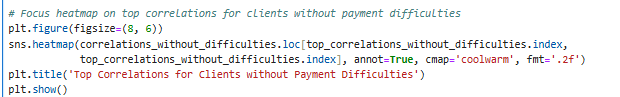 # Focus heatmap on top correlations for clients without payment difficulties
plt.figure(figsize=(8, 6))
sns.heatmap(correlations_without_difficulties.loc[top_correlations_without_difficulties.index,
            top_correlations_without_difficulties.index], annot=True, cmap='coolwarm', fmt='.2f')
plt.title('Top Correlations for Clients without Payment Difficulties')
plt.show()